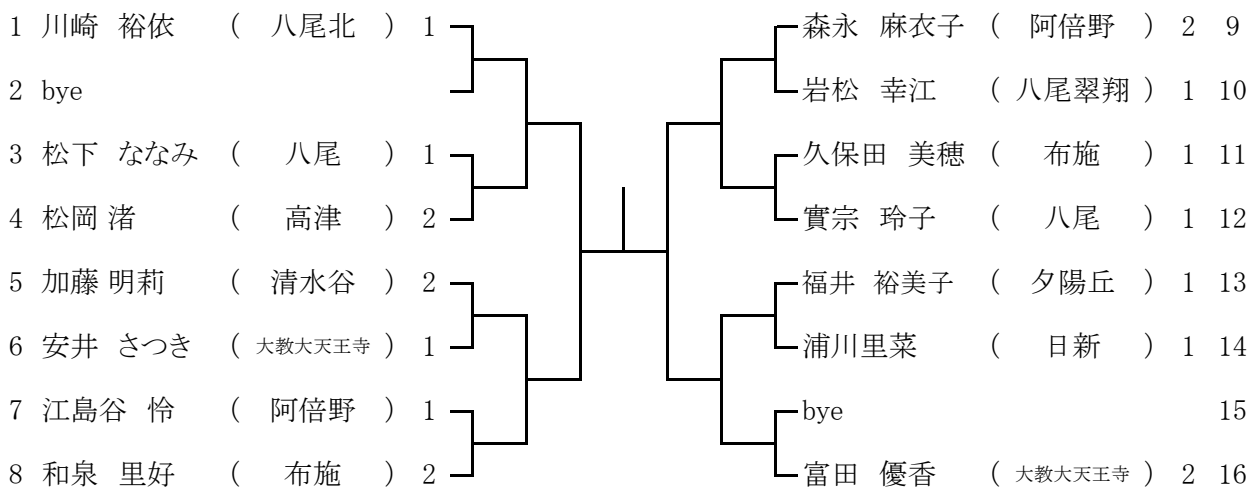 1 川崎 裕依 ( 八尾北 ) 1
2 bye
3 松下 ななみ ( 八尾 ) 1
4 松岡 渚 ( 高津 ) 2
5 加藤 明莉 ( 清水谷 ) 2
6 安井 さつき ( 大教大天王寺 ) 1
7 江島谷 怜 ( 阿倍野 ) 1
8 和泉 里好 ( 布施 ) 2
森永 麻衣子 ( 阿倍野 ) 2 9
岩松 幸江 ( 八尾翠翔 ) 1 10
久保田 美穂 ( 布施 ) 1 11
實宗 玲子 ( 八尾 ) 1 12
福井 裕美子 ( 夕陽丘 ) 1 13
浦川里菜 ( 日新 ) 1 14
bye 15
富田 優香 ( 大教大天王寺 ) 2 16